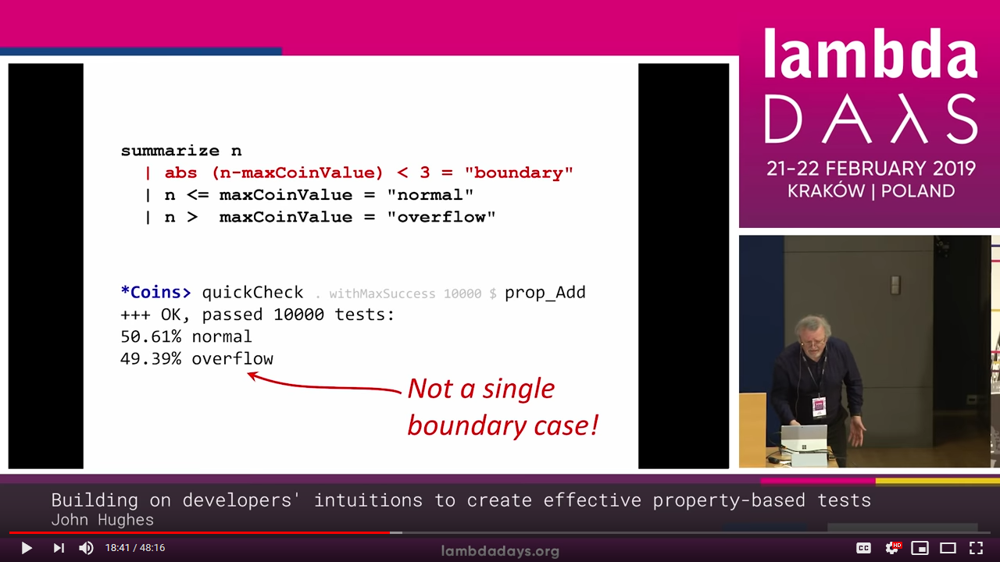 summarize n
| abs (n-maxCoinValue) < 3 = "boundary"
| n <= maxCoinValue = "normal"
| n >  maxCoinValue = "overflow"
*Coins> quickCheck . withMaxSuccess 10000 $ prop_Add
+++ OK, passed 10000 tests:
50.61% normal
49.39% overflow
Not a single
boundary case!
lambda
DAλS
21-22 FEBRUARY 2019
KRAKÓW | POLAND
Building on developers' intuitions to create effective property-based tests
John Hughes
18:41 / 48:16
lambdadays.org
CC
HD